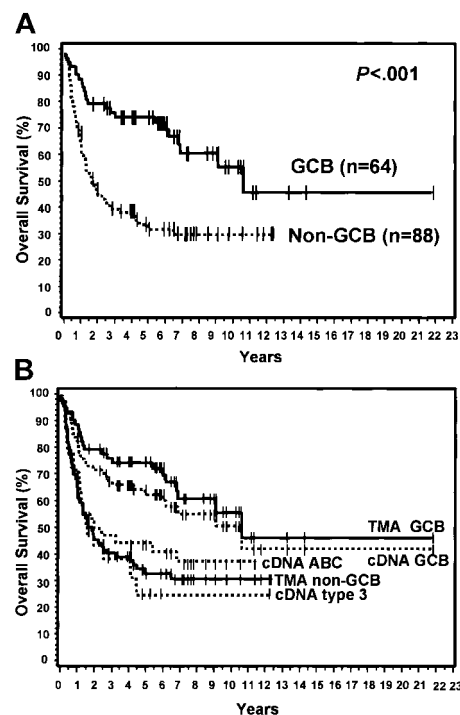 A
100
90
80
70
60
50
40
30
20
10
0
Overall Survival (%)
P<.001
GCB (n=64)
Non-GCB (n=88)
0 1 2 3 4 5 6 7 8 9 10 11 12 13 14 15 16 17 18 19 20 21 22 23
Years
B
100
90
80
70
60
50
40
30
20
10
0
Overall Survival (%)
TMA GCB
cDNA ABC
cDNA GCB
TMA non-GCB
cDNA type 3
0 1 2 3 4 5 6 7 8 9 10 11 12 13 14 15 16 17 18 19 20 21 22 23
Years